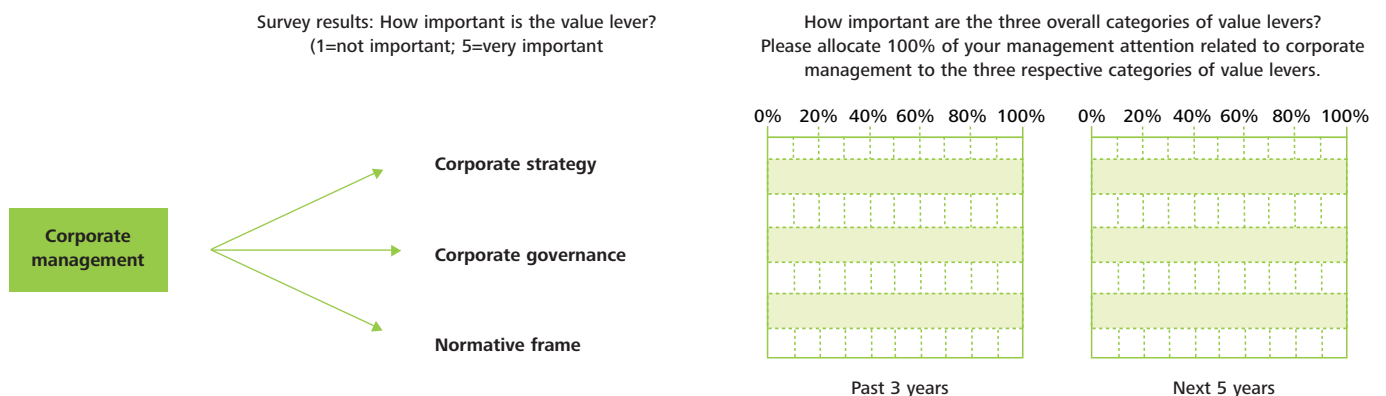 Survey results: How important is the value lever?
(1=not important; 5=very important
How important are the three overall categories of value levers?
Please allocate 100% of your management attention related to corporate
management to the three respective categories of value levers.
0% 20% 40% 60% 80% 100%
0% 20% 40% 60% 80% 100%
Corporate strategy
Corporate
management
Corporate governance
Normative frame
Past 3 years
Next 5 years